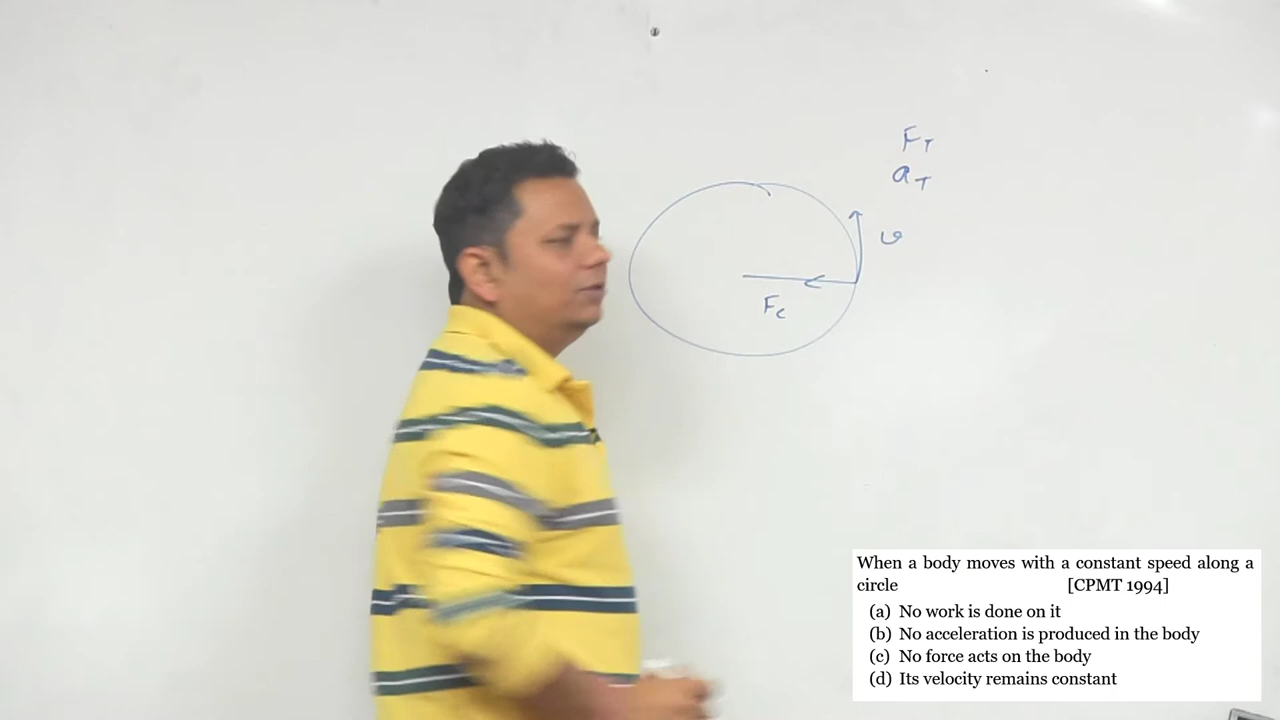 F_T
a_T
v
F_c
When a body moves with a constant speed along a
circle [CPMT 1994]
(a) No work is done on it
(b) No acceleration is produced in the body
(c) No force acts on the body
(d) Its velocity remains constant